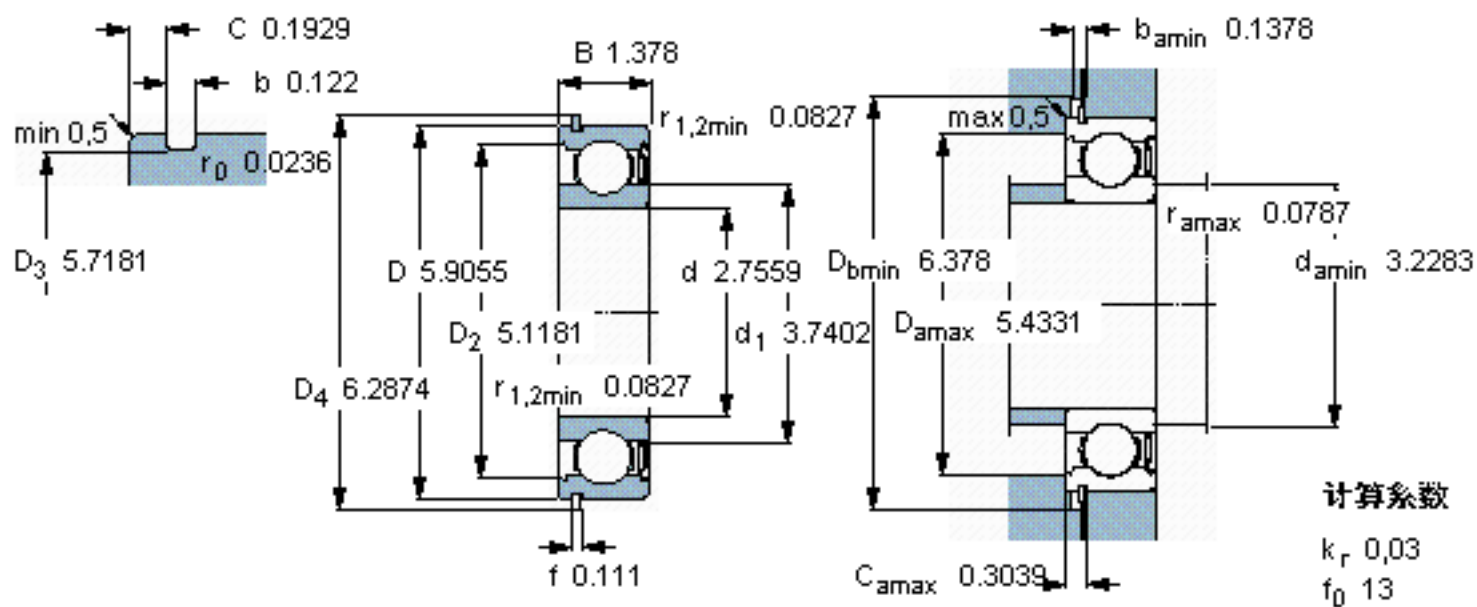 C 0.1929
b 0.122
min 0,5
r0 0.0236
D3 5.7181
B 1.378
r1,2min 0.0827
D 5.9055
d 2.7559
D2 5.1181
d1 3.7402
D4 6.2874
r1,2min 0.0827
f 0.111
bamin 0.1378
max 0,5
ramax 0.0787
Dbmin 6.378
damin 3.2283
Damax 5.4331
Camax 0.3039
计算系数
kr 0,03
f0 13